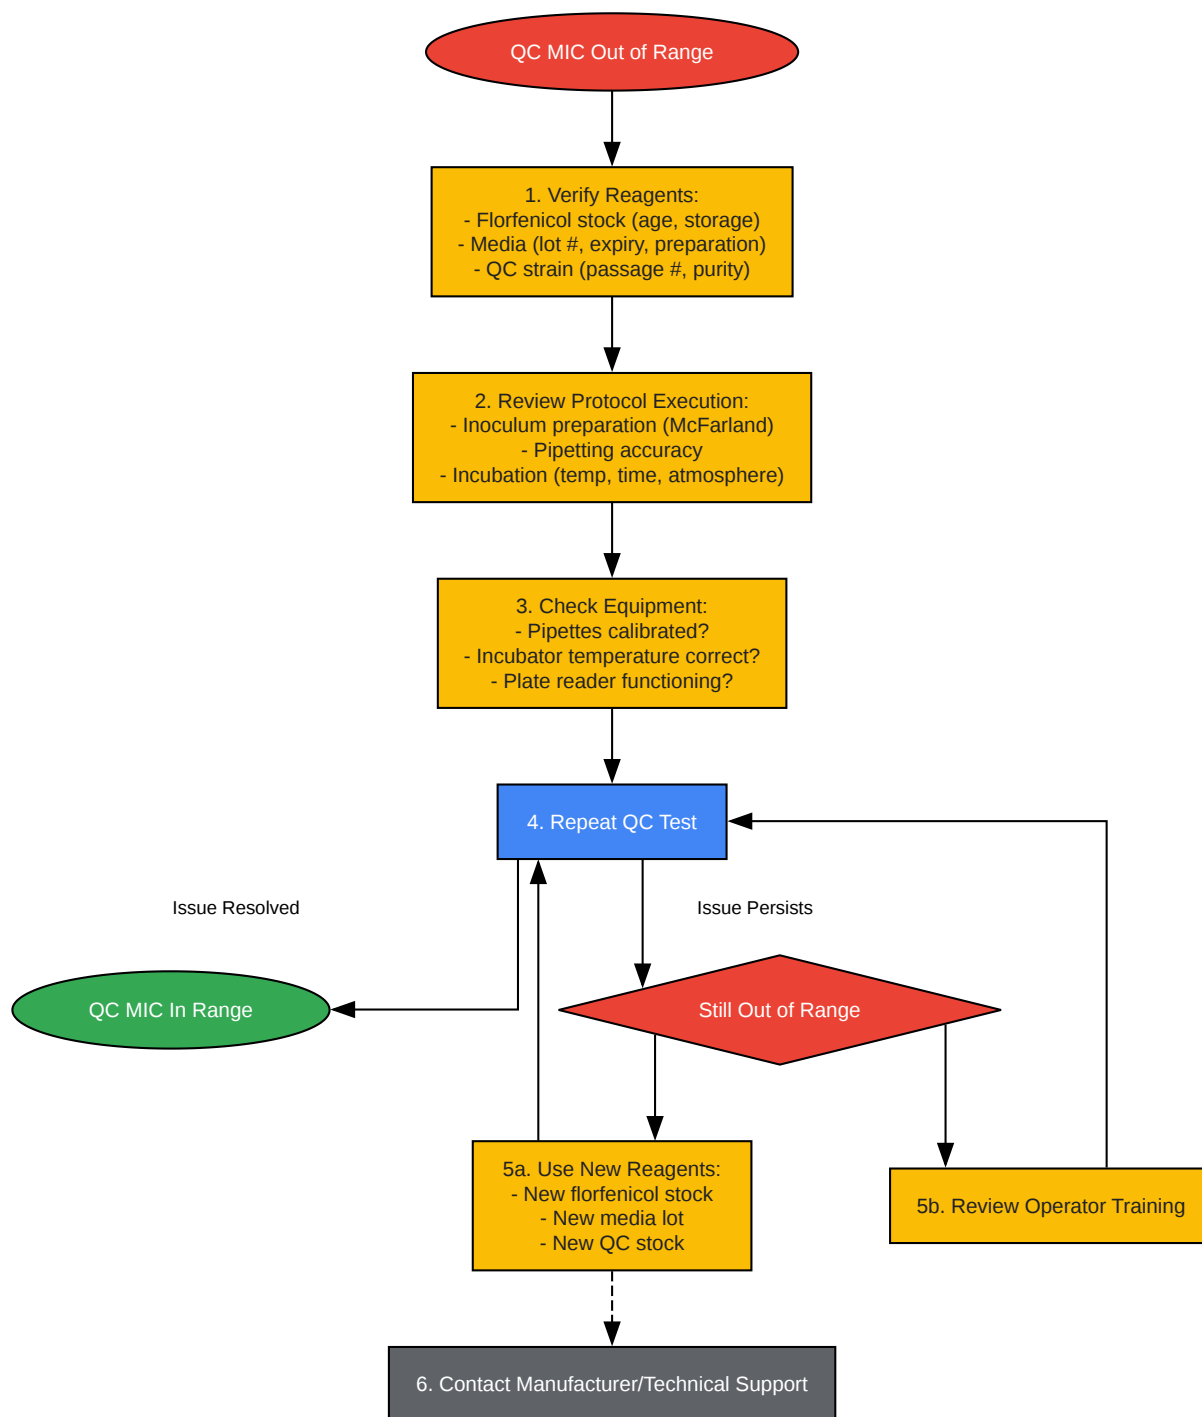 QC MIC Out of Range
1. Verify Reagents:
- Florfenicol stock (age, storage)
- Media (lot #, expiry, preparation)
- QC strain (passage #, purity)
2. Review Protocol Execution:
- Inoculum preparation (McFarland)
- Pipetting accuracy
- Incubation (temp, time, atmosphere)
3. Check Equipment:
- Pipettes calibrated?
- Incubator temperature correct?
- Plate reader functioning?
4. Repeat QC Test
Issue Resolved
Issue Persists
QC MIC In Range
Still Out of Range
5a. Use New Reagents:
- New florfenicol stock
- New media lot
- New QC stock
5b. Review Operator Training
6. Contact Manufacturer/Technical Support